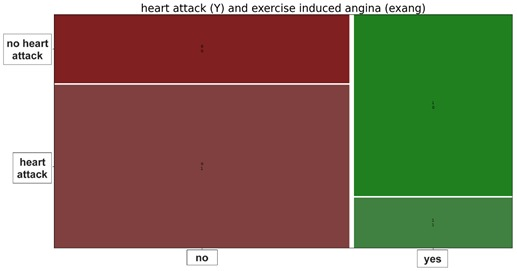 heart attack (Y) and exercise induced angina (exang)
no heart
attack
heart
attack
no
yes